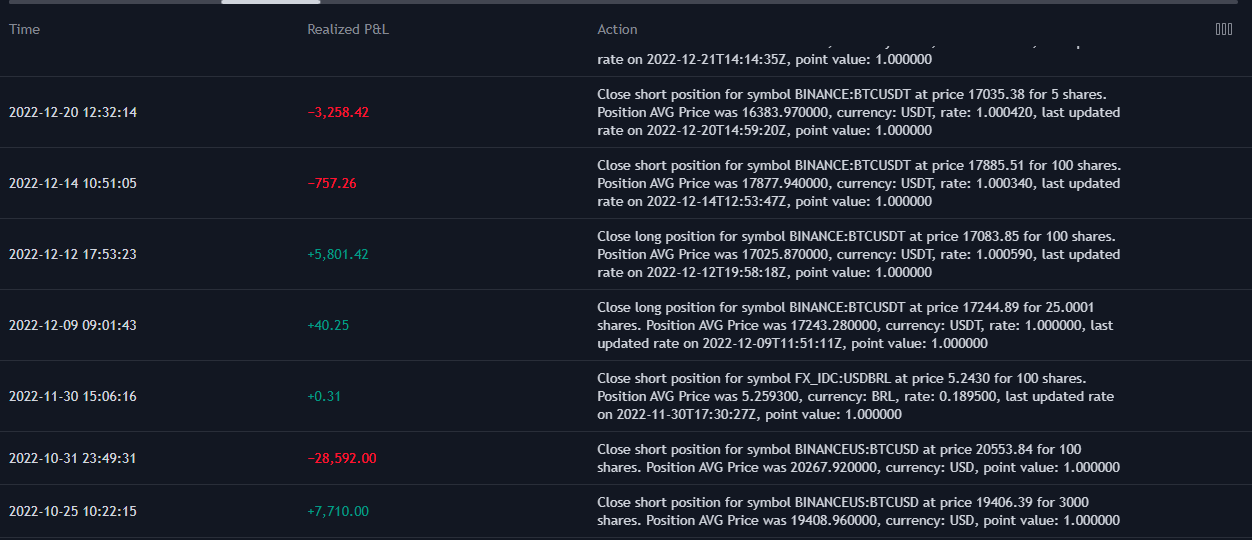 Time Realized P&L Action
rate on 2022-12-21T14:14:35Z, point value: 1.000000
Close short position for symbol BINANCE:BTCUSDT at price 17035.38 for 5 shares.
2022-12-20 12:32:14 −3,258.42 Position AVG Price was 16383.970000, currency: USDT, rate: 1.000420, last updated
rate on 2022-12-20T14:59:20Z, point value: 1.000000
Close short position for symbol BINANCE:BTCUSDT at price 17885.51 for 100 shares.
2022-12-14 10:51:05 −757.26 Position AVG Price was 17877.940000, currency: USDT, rate: 1.000340, last updated
rate on 2022-12-14T12:53:47Z, point value: 1.000000
Close long position for symbol BINANCE:BTCUSDT at price 17083.85 for 100 shares.
2022-12-12 17:53:23 +5,801.42 Position AVG Price was 17025.870000, currency: USDT, rate: 1.000590, last updated
rate on 2022-12-12T19:58:18Z, point value: 1.000000
Close long position for symbol BINANCE:BTCUSDT at price 17244.89 for 25.0001
2022-12-09 09:01:43 +40.25 shares. Position AVG Price was 17243.280000, currency: USDT, rate: 1.000000, last
updated rate on 2022-12-09T11:51:11Z, point value: 1.000000
Close short position for symbol FX_IDC:USDBRL at price 5.2430 for 100 shares.
2022-11-30 15:06:16 +0.31 Position AVG Price was 5.259300, currency: BRL, rate: 0.189500, last updated rate
on 2022-11-30T17:30:27Z, point value: 1.000000
Close short position for symbol BINANCEUS:BTCUSD at price 20553.84 for 100
2022-10-31 23:49:31 −28,592.00 shares. Position AVG Price was 20267.920000, currency: USD, point value: 1.000000
Close short position for symbol BINANCEUS:BTCUSD at price 19406.39 for 3000
2022-10-25 10:22:15 +7,710.00 shares. Position AVG Price was 19408.960000, currency: USD, point value: 1.000000